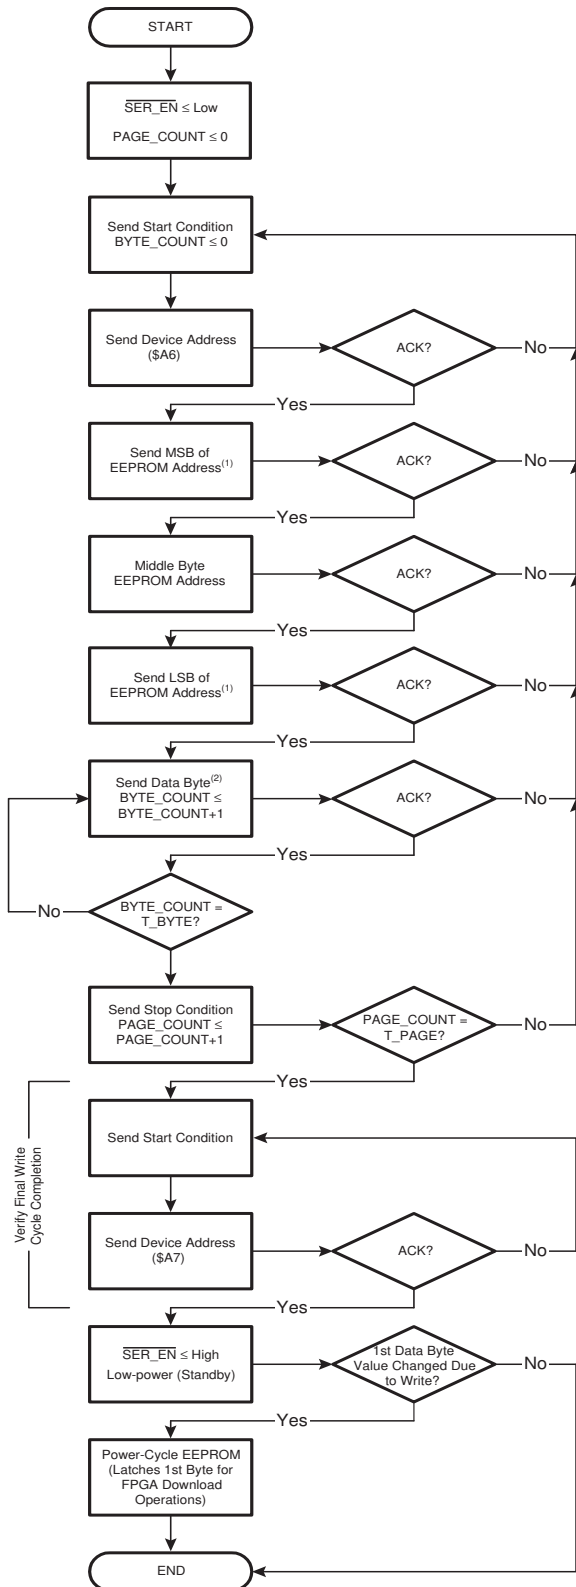 START
SER_EN ≤ Low
PAGE_COUNT ≤ 0
Send Start Condition
BYTE_COUNT ≤ 0
Send Device Address
($A6)
ACK?
No
Yes
Send MSB of
EEPROM Address(1)
ACK?
No
Yes
Middle Byte
EEPROM Address
ACK?
No
Yes
Send LSB of
EEPROM Address(1)
ACK?
No
Yes
Send Data Byte(2)
BYTE_COUNT ≤
BYTE_COUNT+1
ACK?
No
Yes
BYTE_COUNT =
T_BYTE?
No
Send Stop Condition
PAGE_COUNT ≤
PAGE_COUNT+1
PAGE_COUNT =
T_PAGE?
No
Yes
Verify Final Write
Cycle Completion
Send Start Condition
Send Device Address
($A7)
ACK?
No
Yes
SER_EN ≤ High
Low-power (Standby)
1st Data Byte
Value Changed Due
to Write?
No
Yes
Power-Cycle EEPROM
(Latches 1st Byte for
FPGA Download
Operations)
END